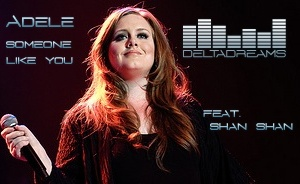 Adele
someone
like you
deltadreams
feat.
shan shan